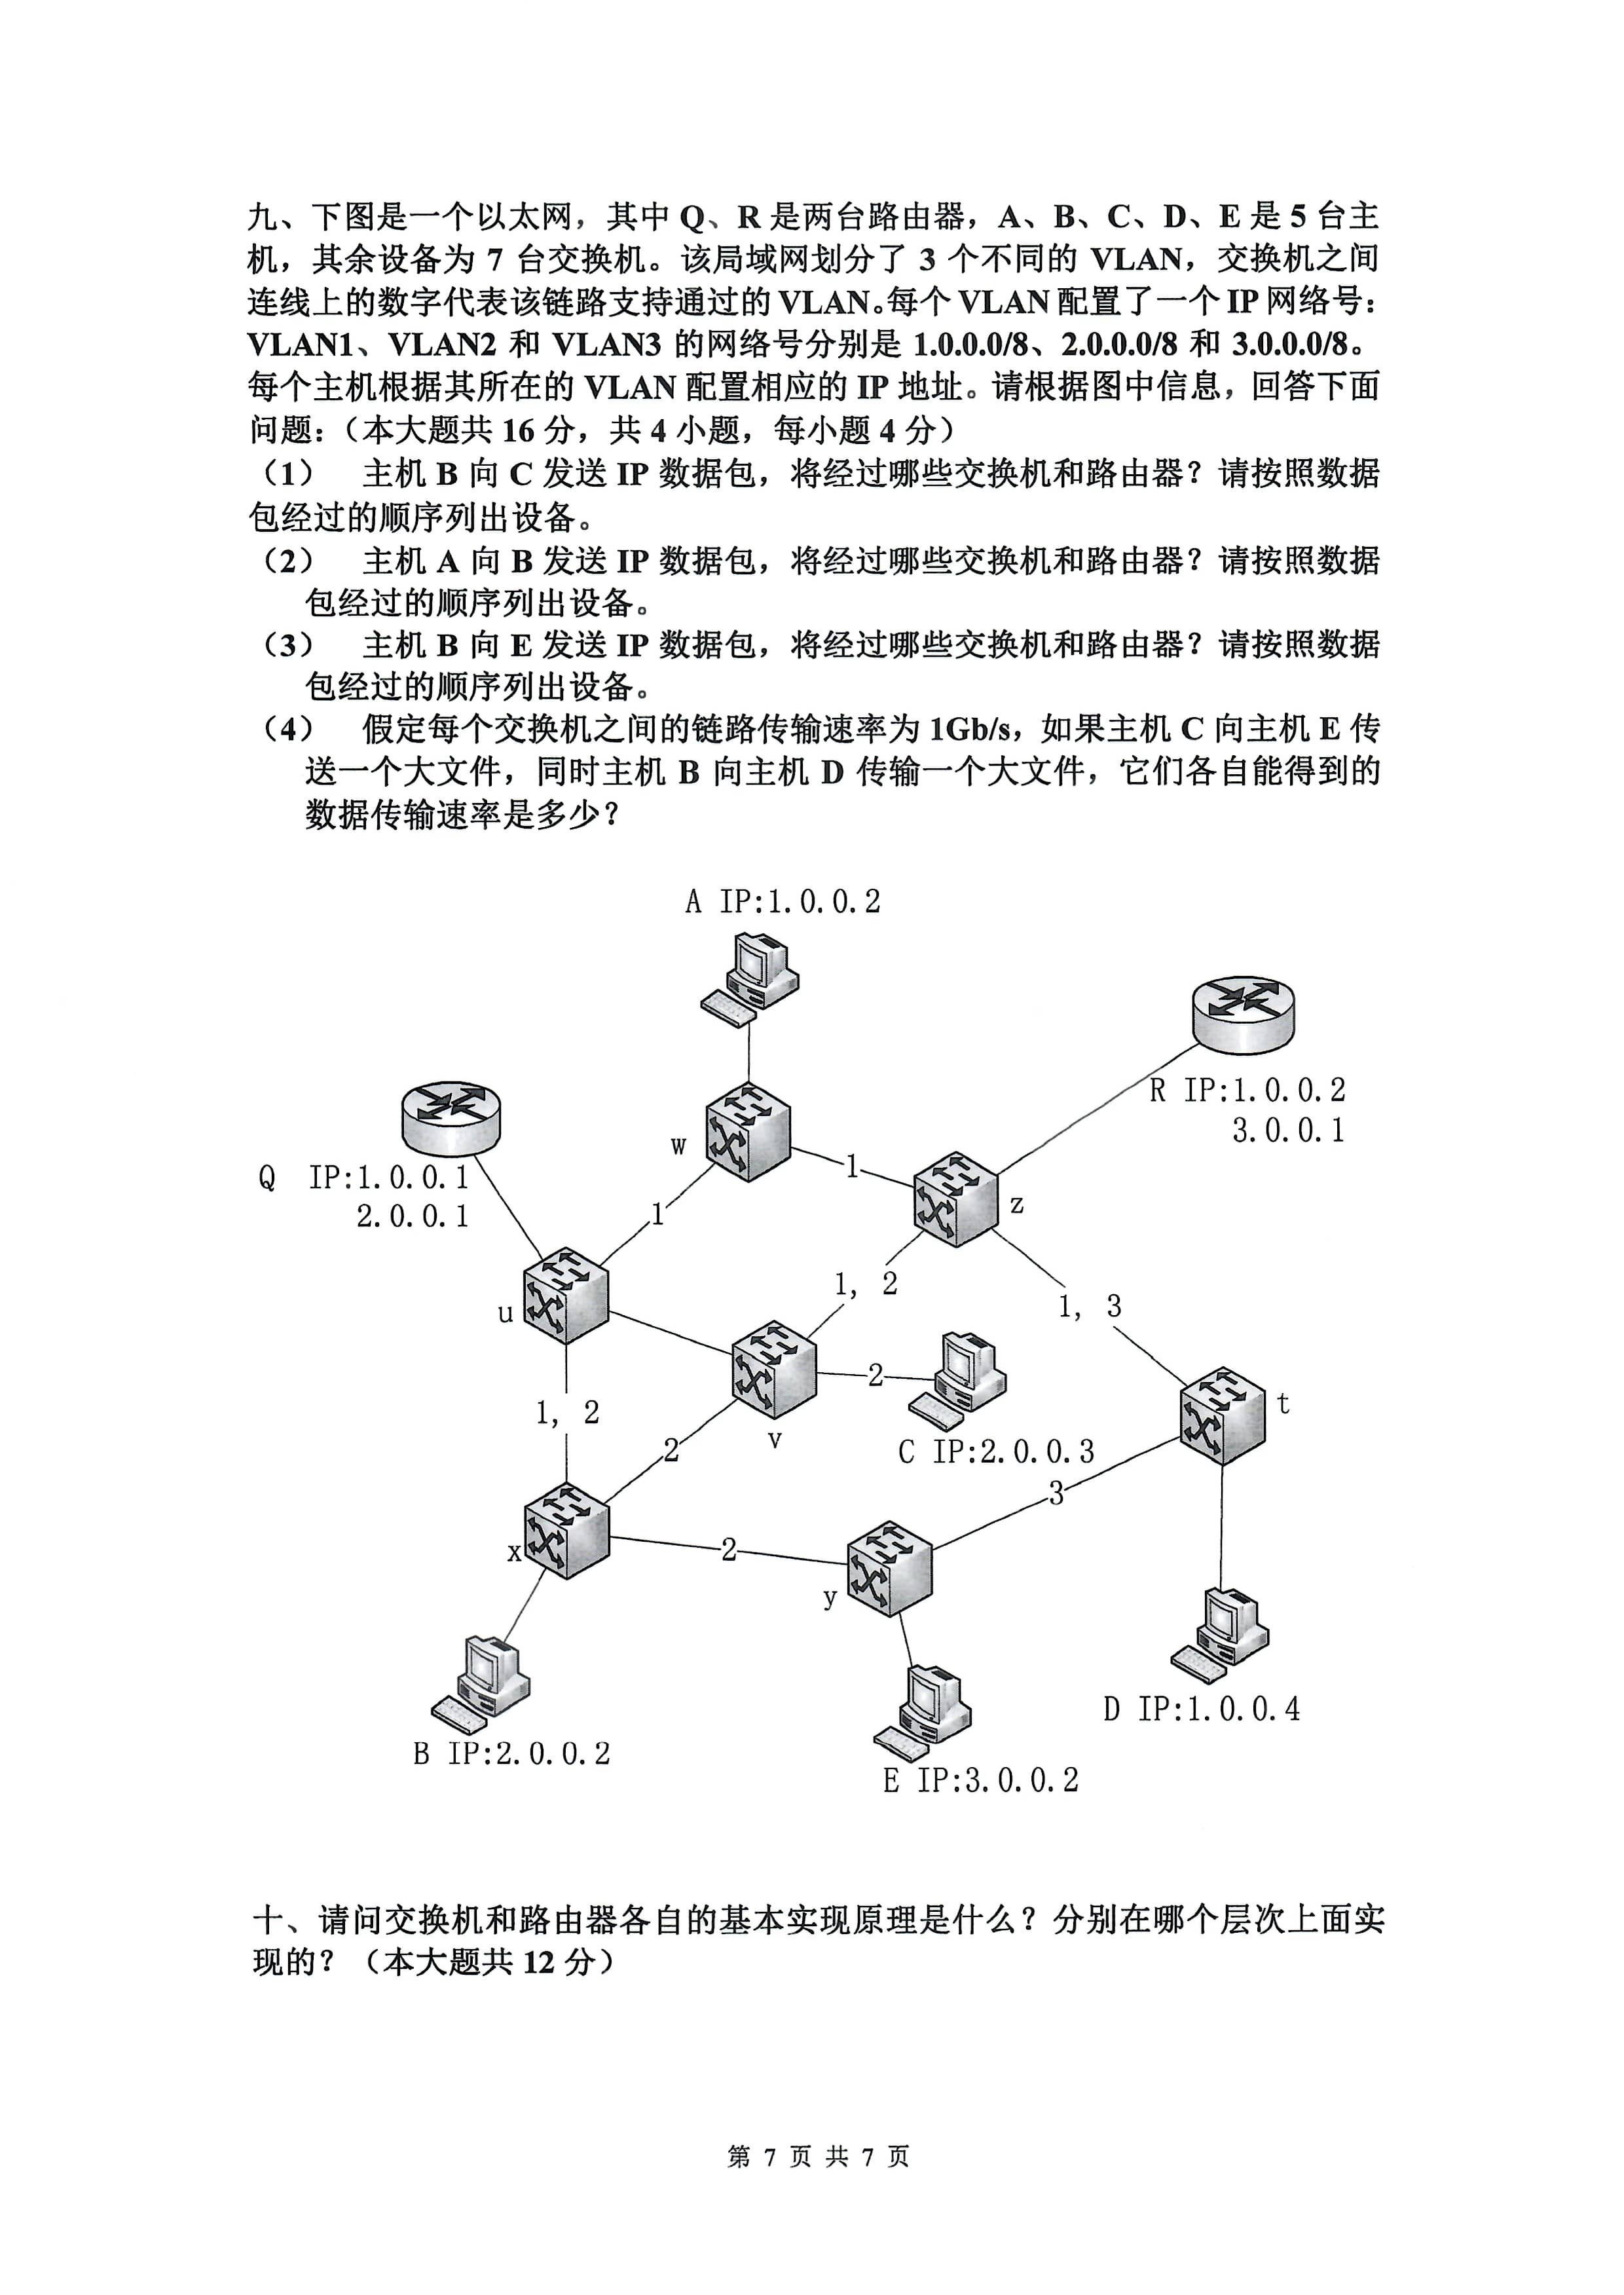 九、下图是一个以太网，其中 Q、R 是两台路由器，A、B、C、D、E 是 5 台主
机，其余设备为 7 台交换机。该局域网划分了 3 个不同的 VLAN，交换机之间
连线上的数字代表该链路支持通过的 VLAN。每个 VLAN 配置了一个 IP 网络号：
VLAN1、VLAN2 和 VLAN3 的网络号分别是 1.0.0.0/8、2.0.0.0/8 和 3.0.0.0/8。
每个主机根据其所在的 VLAN 配置相应的 IP 地址。请根据图中信息，回答下面
问题：（本大题共 16 分，共 4 小题，每小题 4 分）
（1） 主机 B 向 C 发送 IP 数据包，将经过哪些交换机和路由器？请按照数据
包经过的顺序列出设备。
（2） 主机 A 向 B 发送 IP 数据包，将经过哪些交换机和路由器？请按照数据
包经过的顺序列出设备。
（3） 主机 B 向 E 发送 IP 数据包，将经过哪些交换机和路由器？请按照数据
包经过的顺序列出设备。
（4） 假定每个交换机之间的链路传输速率为 1Gb/s，如果主机 C 向主机 E 传
送一个大文件，同时主机 B 向主机 D 传输一个大文件，它们各自能得到的
数据传输速率是多少？
A IP:1.0.0.2
R IP:1.0.0.2
3.0.0.1
w
1
Q IP:1.0.0.1
2.0.0.1
z
1
1, 2
1, 3
u
2
t
1, 2
v
2
C IP:2.0.0.3
3
x
2
y
D IP:1.0.0.4
B IP:2.0.0.2
E IP:3.0.0.2
十、请问交换机和路由器各自的基本实现原理是什么？分别在哪个层次上面实
现的？（本大题共 12 分）
第 7 页 共 7 页